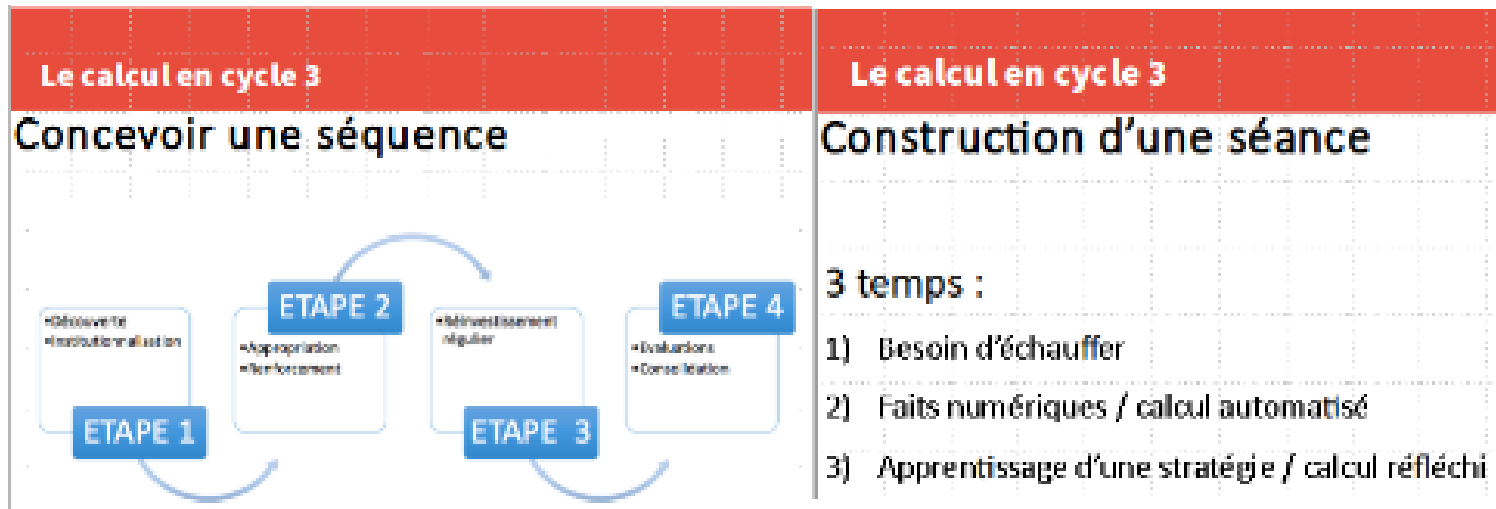 Le calcul en cycle 3
Concevoir une séquence
•Découverte
•Institutionnalisation
ETAPE 1
ETAPE 2
•Appropriation
•Renforcement
•Réinvestissement
régulier
ETAPE 3
ETAPE 4
•Evaluations
•Consolidation
Le calcul en cycle 3
Construction d'une séance
3 temps :
1) Besoin d'échauffer
2) Faits numériques / calcul automatisé
3) Apprentissage d'une stratégie / calcul réfléchi